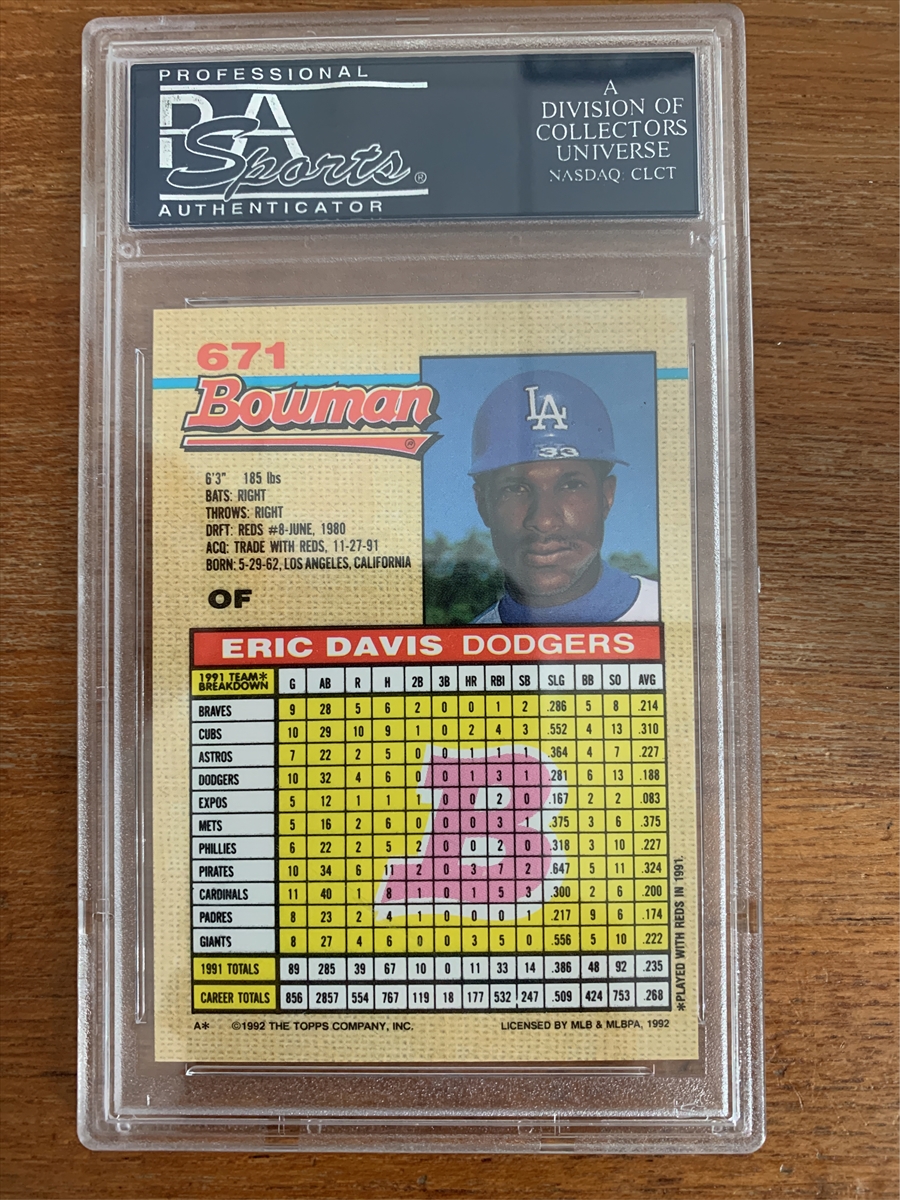 PROFESSIONAL
PSA
Sports®
AUTHENTICATOR
A
DIVISION OF
COLLECTORS
UNIVERSE
NASDAQ: CLCT
671
Bowman®
LA
33
6'3" 185 lbs
BATS: RIGHT
THROWS: RIGHT
DRFT: REDS #8-JUNE, 1980
ACQ: TRADE WITH REDS, 11-27-91
BORN: 5-29-62, LOS ANGELES, CALIFORNIA
OF
ERIC DAVIS DODGERS
1991 TEAM* BREAKDOWN G AB R H 2B 3B HR RBI SB SLG BB SO AVG
BRAVES 9 28 5 6 2 0 0 1 2 .286 5 8 .214
CUBS 10 29 10 9 1 0 2 4 3 .552 4 13 .310
ASTROS 7 22 2 5 0 0 1 1 1 .364 4 7 .227
DODGERS 10 32 4 6 0 0 1 3 1 .281 6 13 .188
EXPOS 5 12 1 1 1 0 0 2 0 .167 2 2 .083
METS 5 16 2 6 0 0 0 3 0 .375 3 6 .375
PHILLIES 6 22 2 5 2 0 0 2 0 .318 3 10 .227
PIRATES 10 34 6 11 2 0 3 7 2 .647 5 11 .324
CARDINALS 11 40 1 8 1 0 1 5 3 .300 2 6 .200
PADRES 8 23 2 4 1 0 0 0 1 .217 9 6 .174
GIANTS 8 27 4 6 0 0 3 5 0 .556 5 10 .222
1991 TOTALS 89 285 39 67 10 0 11 33 14 .386 48 92 .235
CAREER TOTALS 856 2857 554 767 119 18 177 532 247 .509 424 753 .268
B
*PLAYED WITH REDS IN 1991.
A* ©1992 THE TOPPS COMPANY, INC. LICENSED BY MLB & MLBPA, 1992